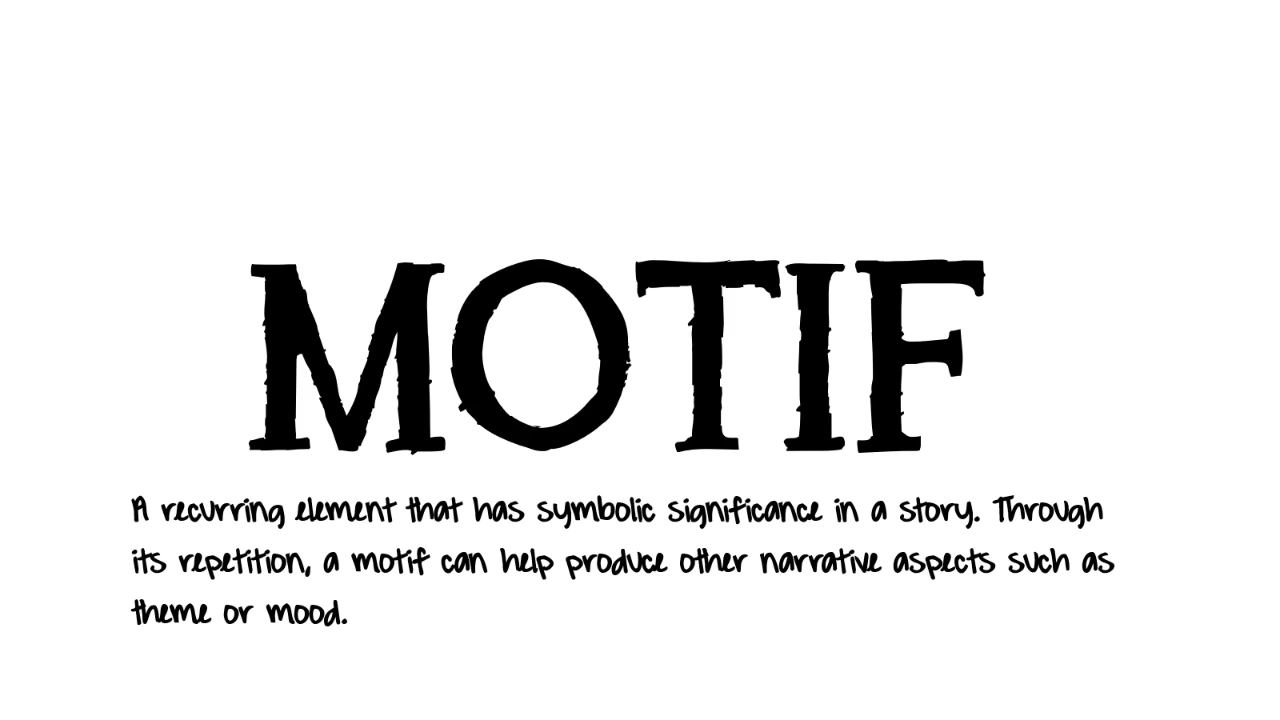 MOTIF
A recurring element that has symbolic significance in a story. Through
its repetition, a motif can help produce other narrative aspects such as
theme or mood.